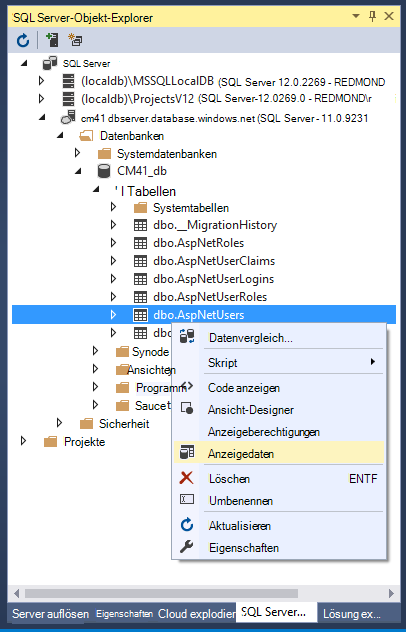 SQL Server-Objekt-Explorer
SQL Server
(localdb)\MSSQLLocalDB (SQL Server 12.0.2269 - REDMOND
(localdb)\ProjectsV12 (SQL Server-12.0269.0 - REDMOND\r
cm41 dbserver.database.windows.net (SQL Server - 11.0.9231
Datenbanken
Systemdatenbanken
CM41_db
' I Tabellen
Systemtabellen
dbo.__MigrationHistory
dbo.AspNetRoles
dbo.AspNetUserClaims
dbo.AspNetUserLogins
dbo.AspNetUserRoles
dbo.AspNetUsers
dbo
Datenvergleich...
Synode
Skript
Ansichten
Programm
Code anzeigen
Saucet
Ansicht-Designer
Sicherheit
Anzeigeberechtigungen
Projekte
Anzeigedaten
Löschen ENTF
Umbenennen
Aktualisieren
Eigenschaften
Server auflösen Eigenschaften Cloud explodier SQL Server... Lösung ex...